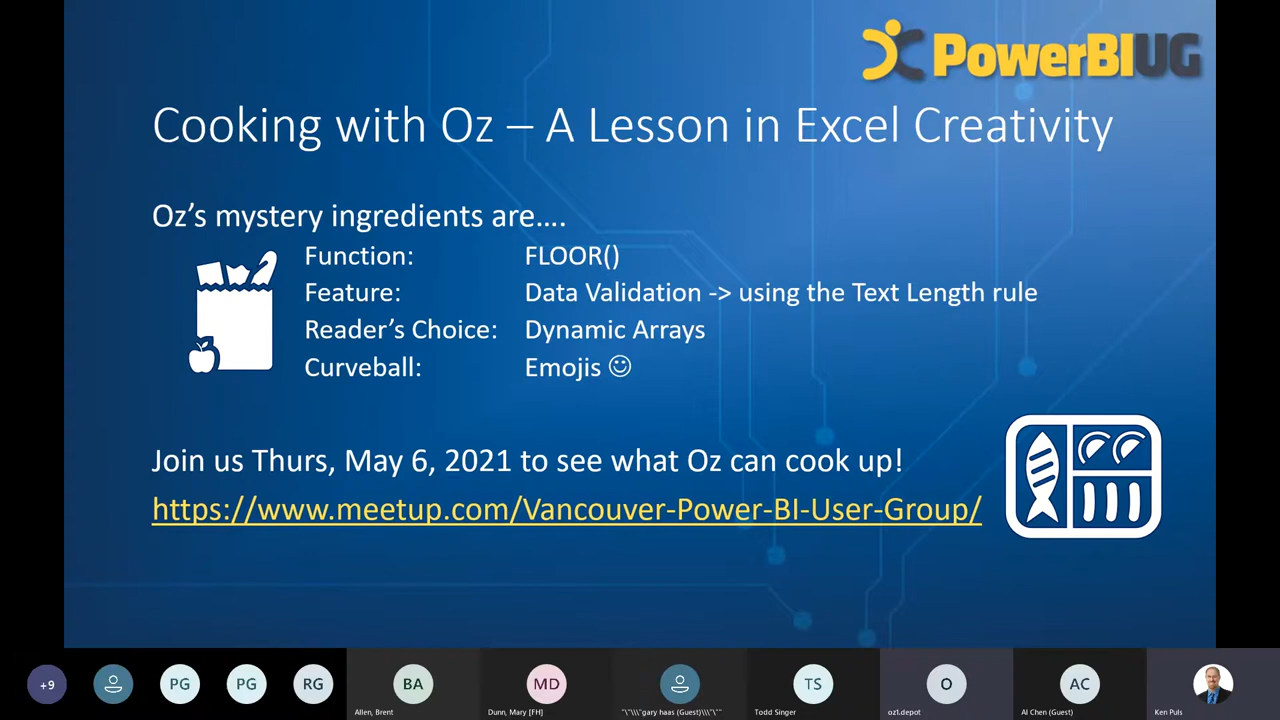 PowerBIUG
Cooking with Oz – A Lesson in Excel Creativity
Oz's mystery ingredients are….
Function: FLOOR()
Feature: Data Validation -> using the Text Length rule
Reader's Choice: Dynamic Arrays
Curveball: Emojis ☺
Join us Thurs, May 6, 2021 to see what Oz can cook up!
https://www.meetup.com/Vancouver-Power-BI-User-Group/
+9 PG PG RG BA MD TS O AC
Allen, Brent Dunn, Mary [FH] "\"\\\"gary haas (Guest)\\\"\"" Todd Singer oz1.depot Al Chen (Guest) Ken Puls